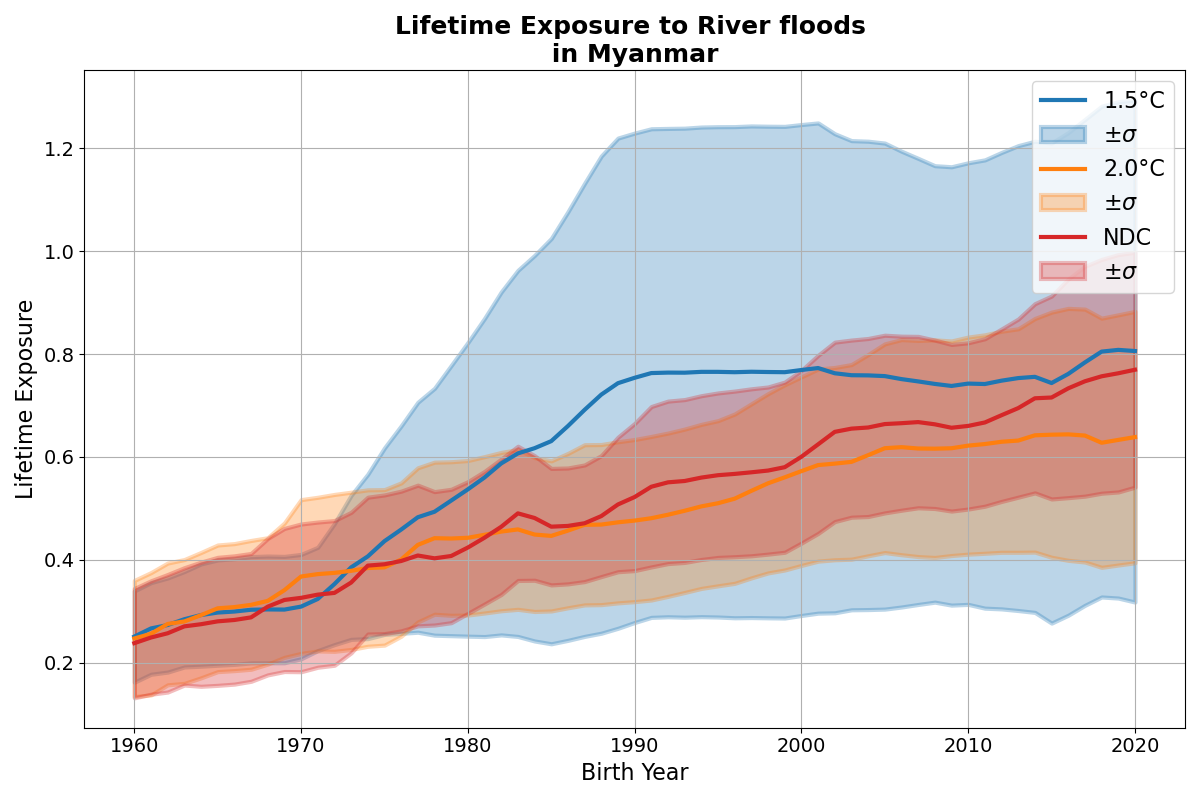 Lifetime Exposure to River floods
in Myanmar
Lifetime Exposure
1.2
1.0
0.8
0.6
0.4
0.2
1960
1970
1980
1990
2000
2010
2020
Birth Year
1.5°C
±σ
2.0°C
±σ
NDC
±σ